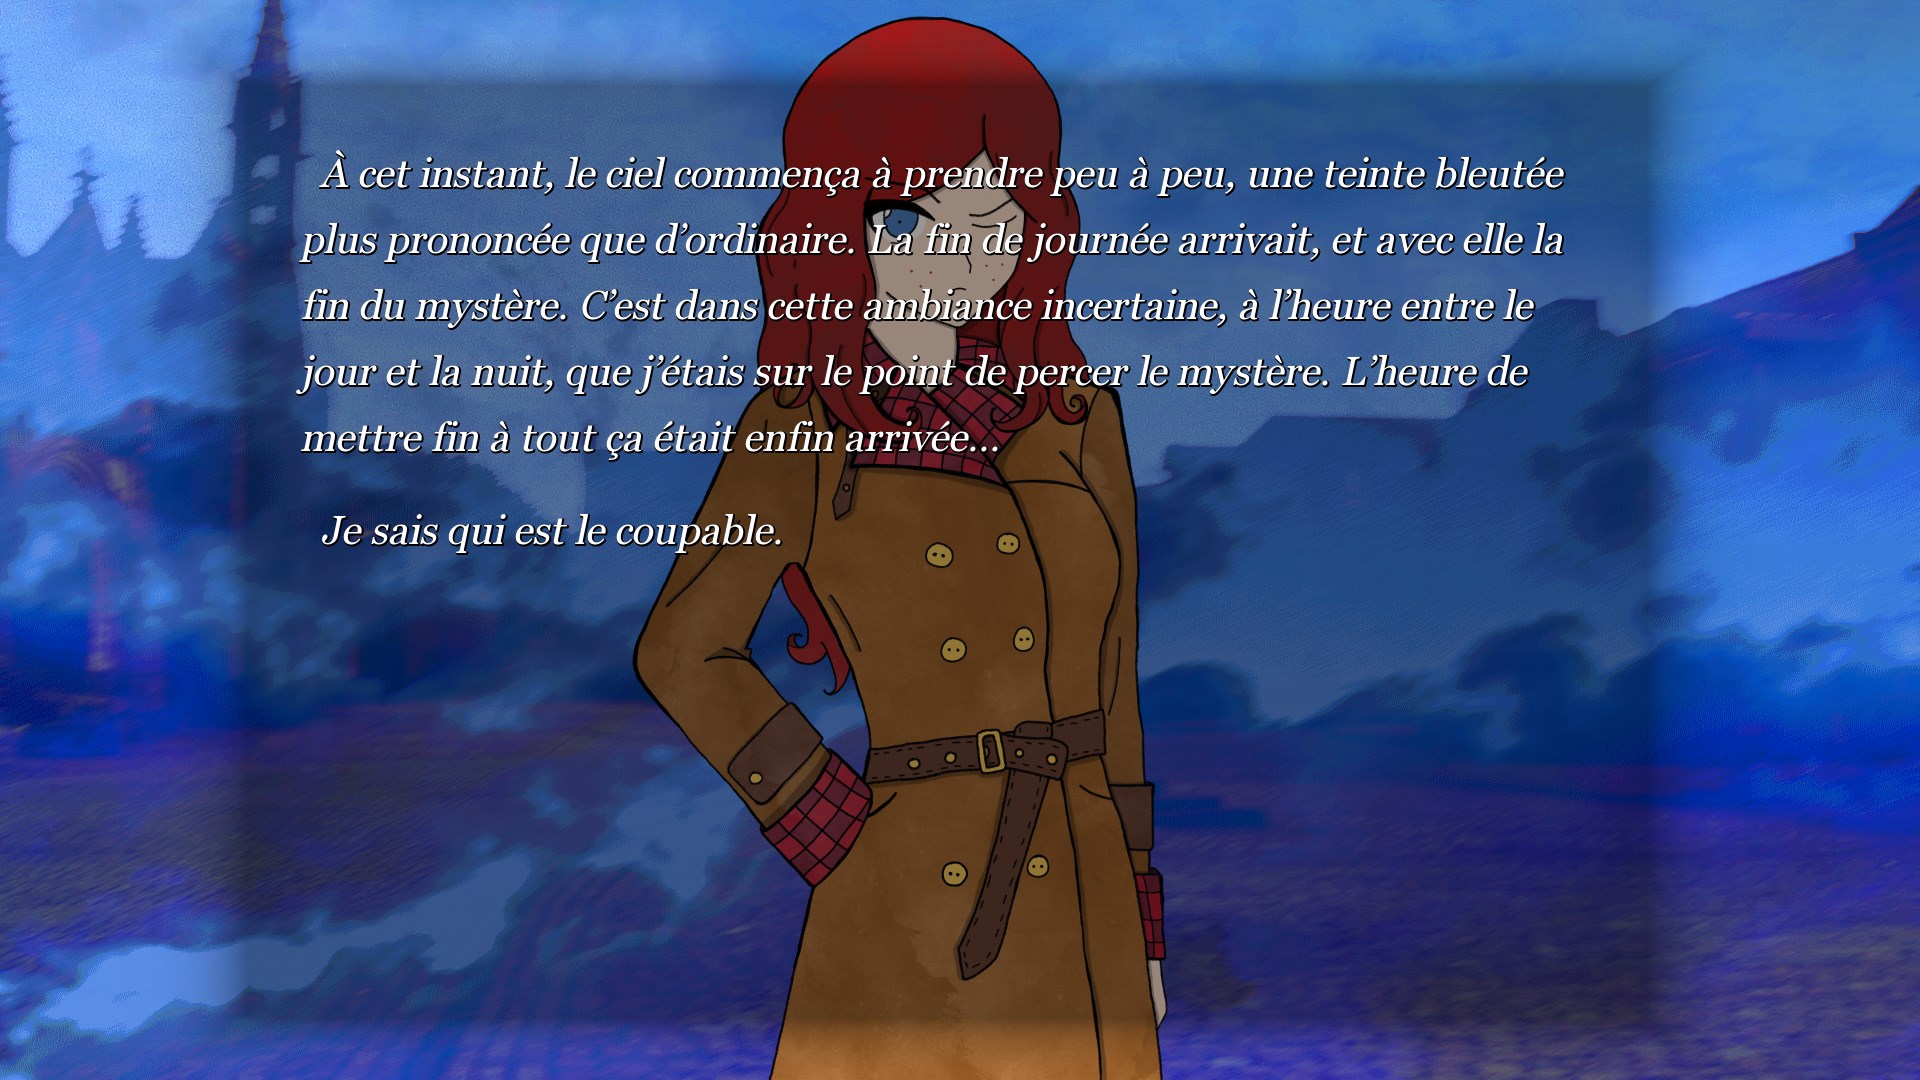 À cet instant, le ciel commença à prendre peu à peu, une teinte bleutée
plus prononcée que d’ordinaire. La fin de journée arrivait, et avec elle la
fin du mystère. C’est dans cette ambiance incertaine, à l’heure entre le
jour et la nuit, que j’étais sur le point de percer le mystère. L’heure de
mettre fin à tout ça était enfin arrivée...
Je sais qui est le coupable.